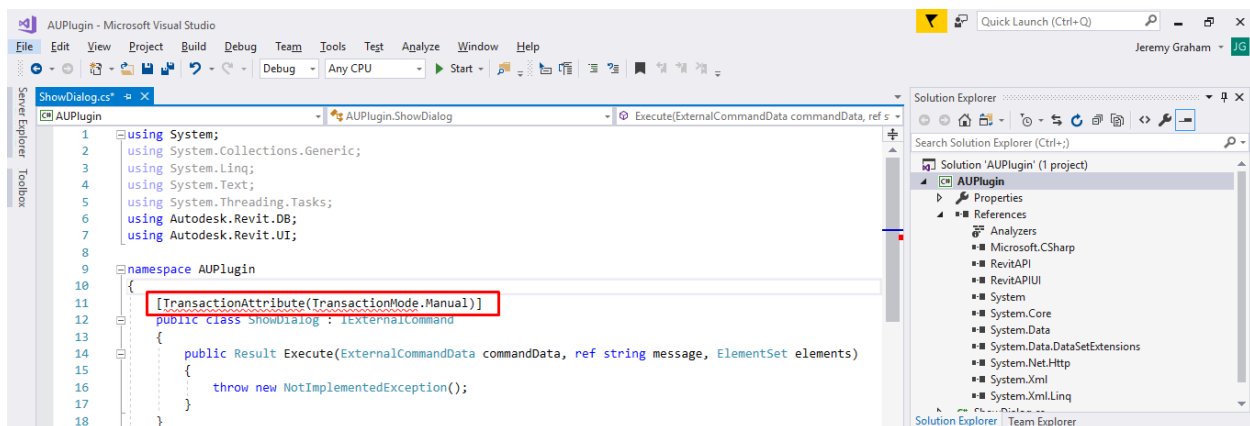 AUPlugin - Microsoft Visual Studio
Quick Launch (Ctrl+Q)
File Edit View Project Build Debug Team Tools Test Analyze Window Help
Jeremy Graham JG
Debug Any CPU Start
Server Explorer
Toolbox
ShowDialog.cs*
C# AUPlugin AUPlugin.ShowDialog Execute(ExternalCommandData commandData, ref s
1 using System;
2 using System.Collections.Generic;
3 using System.Linq;
4 using System.Text;
5 using System.Threading.Tasks;
6 using Autodesk.Revit.DB;
7 using Autodesk.Revit.UI;
8
9 namespace AUPlugin
10 {
11 [TransactionAttribute(TransactionMode.Manual)]
12 public class ShowDialog : IExternalCommand
13 {
14 public Result Execute(ExternalCommandData commandData, ref string message, ElementSet elements)
15 {
16 throw new NotImplementedException();
17 }
18 }
Solution Explorer
Search Solution Explorer (Ctrl+;)
Solution 'AUPlugin' (1 project)
C# AUPlugin
Properties
References
Analyzers
Microsoft.CSharp
RevitAPI
RevitAPIUI
System
System.Core
System.Data
System.Data.DataSetExtensions
System.Net.Http
System.Xml
System.Xml.Linq
Solution Explorer Team Explorer